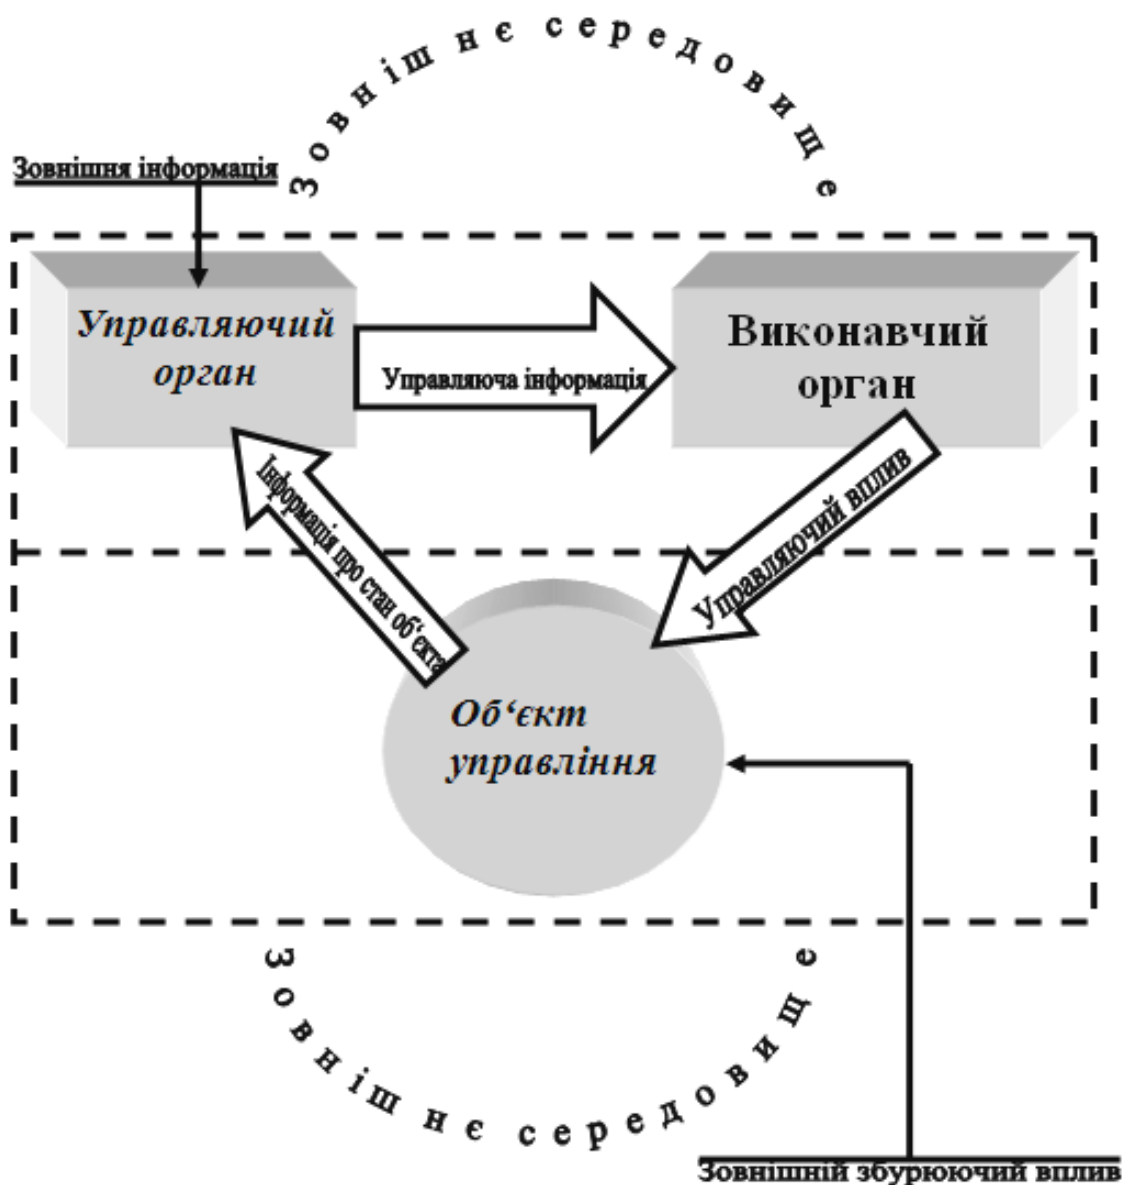 Зовнішнє середовище
Зовнішня інформація
Управляючий
орган
Управляюча інформація
Виконавчий
орган
Інформація про стан об‘єкта
Управляючий вплив
Об‘єкт
управління
Зовнішнє середовище
Зовнішній збурюючий вплив